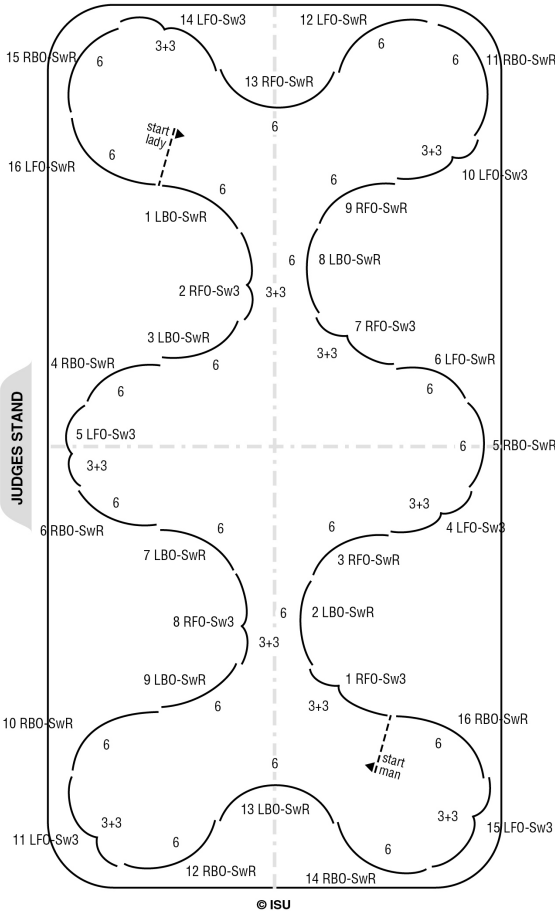 14 LFO-Sw3
12 LFO-SwR
15 RBO-SwR
6
3+3
6
6
11 RBO-SwR
13 RFO-SwR
start
lady
6
3+3
16 LFO-SwR
6
6
6
10 LFO-Sw3
1 LBO-SwR
9 RFO-SwR
6
8 LBO-SwR
2 RFO-Sw3
3+3
7 RFO-Sw3
3 LBO-SwR
3+3
4 RBO-SwR
6
6 LFO-SwR
6
6
JUDGES STAND
5 LFO-Sw3
6
5 RBO-SwR
3+3
6
3+3
6 RBO-SwR
6
6
4 LFO-Sw3
7 LBO-SwR
3 RFO-SwR
6
2 LBO-SwR
8 RFO-Sw3
3+3
9 LBO-SwR
1 RFO-Sw3
6
3+3
10 RBO-SwR
16 RBO-SwR
6
6
6
start
man
13 LBO-SwR
3+3
3+3
11 LFO-Sw3
15 LFO-Sw3
6
6
12 RBO-SwR
14 RBO-SwR
© ISU